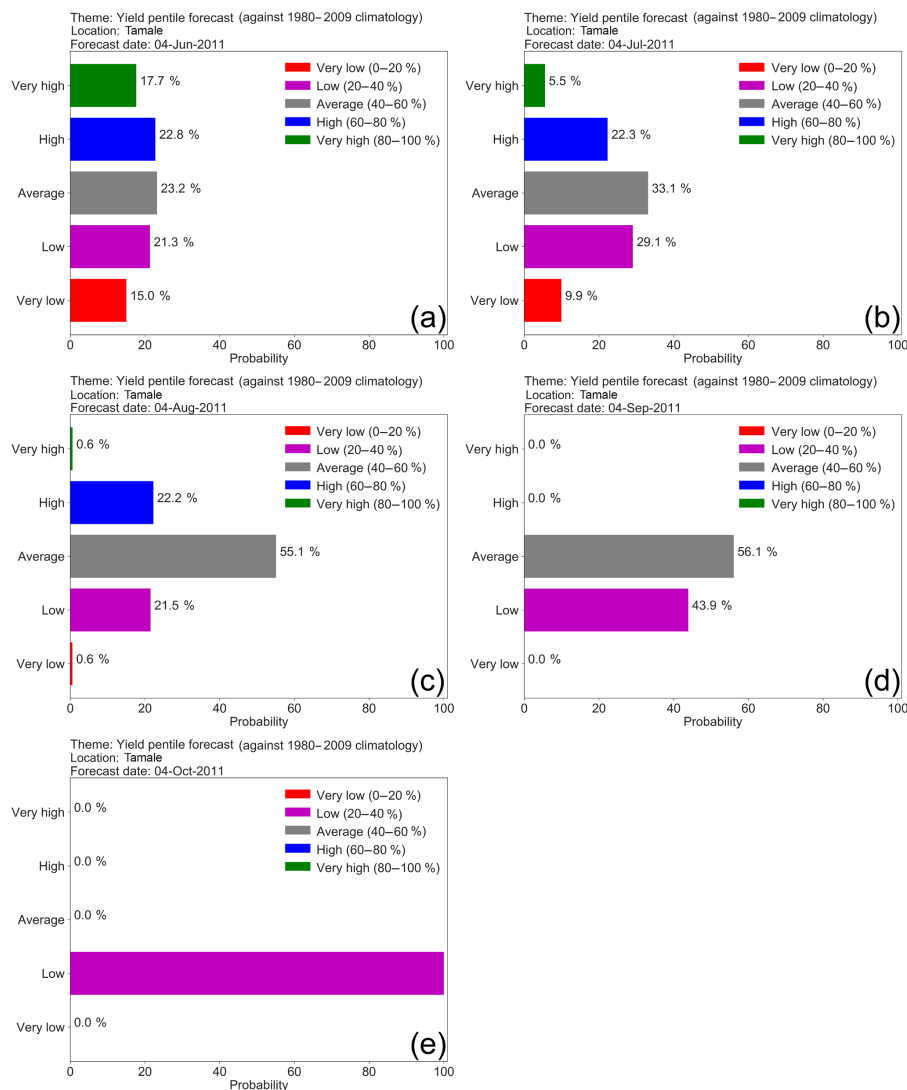 Theme: Yield pentile forecast (against 1980–2009 climatology)
Location: Tamale
Forecast date: 04-Jun-2011
Very high
High
Average
Low
Very low
17.7 %
22.8 %
23.2 %
21.3 %
15.0 %
Very low (0–20 %)
Low (20–40 %)
Average (40–60 %)
High (60–80 %)
Very high (80–100 %)
(a)
0 20 40 60 80 100
Probability
Theme: Yield pentile forecast (against 1980–2009 climatology)
Location: Tamale
Forecast date: 04-Jul-2011
Very high
High
Average
Low
Very low
5.5 %
22.3 %
33.1 %
29.1 %
9.9 %
Very low (0–20 %)
Low (20–40 %)
Average (40–60 %)
High (60–80 %)
Very high (80–100 %)
(b)
0 20 40 60 80 100
Probability
Theme: Yield pentile forecast (against 1980–2009 climatology)
Location: Tamale
Forecast date: 04-Aug-2011
Very high
High
Average
Low
Very low
0.6 %
22.2 %
55.1 %
21.5 %
0.6 %
Very low (0–20 %)
Low (20–40 %)
Average (40–60 %)
High (60–80 %)
Very high (80–100 %)
(c)
0 20 40 60 80 100
Probability
Theme: Yield pentile forecast (against 1980–2009 climatology)
Location: Tamale
Forecast date: 04-Sep-2011
Very high
High
Average
Low
Very low
0.0 %
0.0 %
56.1 %
43.9 %
0.0 %
Very low (0–20 %)
Low (20–40 %)
Average (40–60 %)
High (60–80 %)
Very high (80–100 %)
(d)
0 20 40 60 80 100
Probability
Theme: Yield pentile forecast (against 1980–2009 climatology)
Location: Tamale
Forecast date: 04-Oct-2011
Very high
High
Average
Low
Very low
0.0 %
0.0 %
0.0 %
0.0 %
Very low (0–20 %)
Low (20–40 %)
Average (40–60 %)
High (60–80 %)
Very high (80–100 %)
(e)
0 20 40 60 80 100
Probability